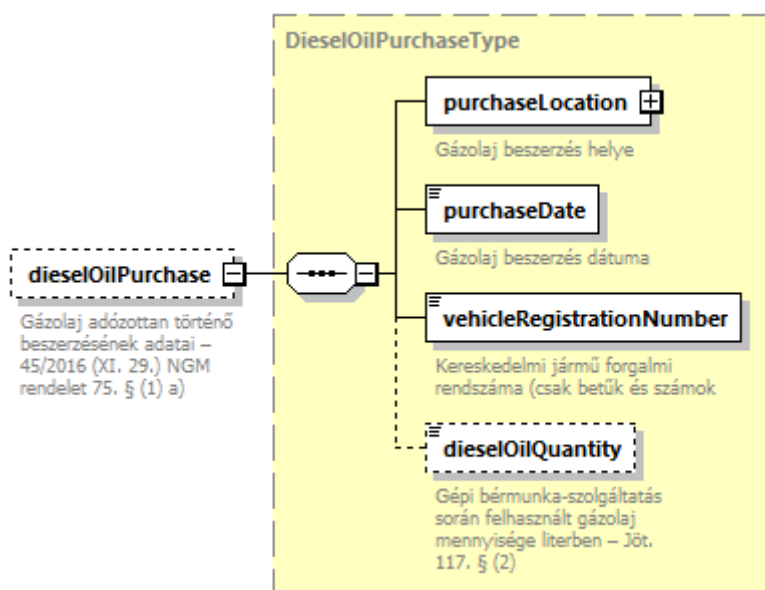 DieselOilPurchaseType
purchaseLocation
Gázolaj beszerzés helye
purchaseDate
Gázolaj beszerzés dátuma
dieselOilPurchase
Gázolaj adózottan történő
beszerzésének adatai –
45/2016 (XI. 29.) NGM
rendelet 75. § (1) a)
vehicleRegistrationNumber
Kereskedelmi jármű forgalmi
rendszáma (csak betűk és számok
dieselOilQuantity
Gépi bérmunka-szolgáltatás
során felhasznált gázolaj
mennyisége literben – Jöt.
117. § (2)